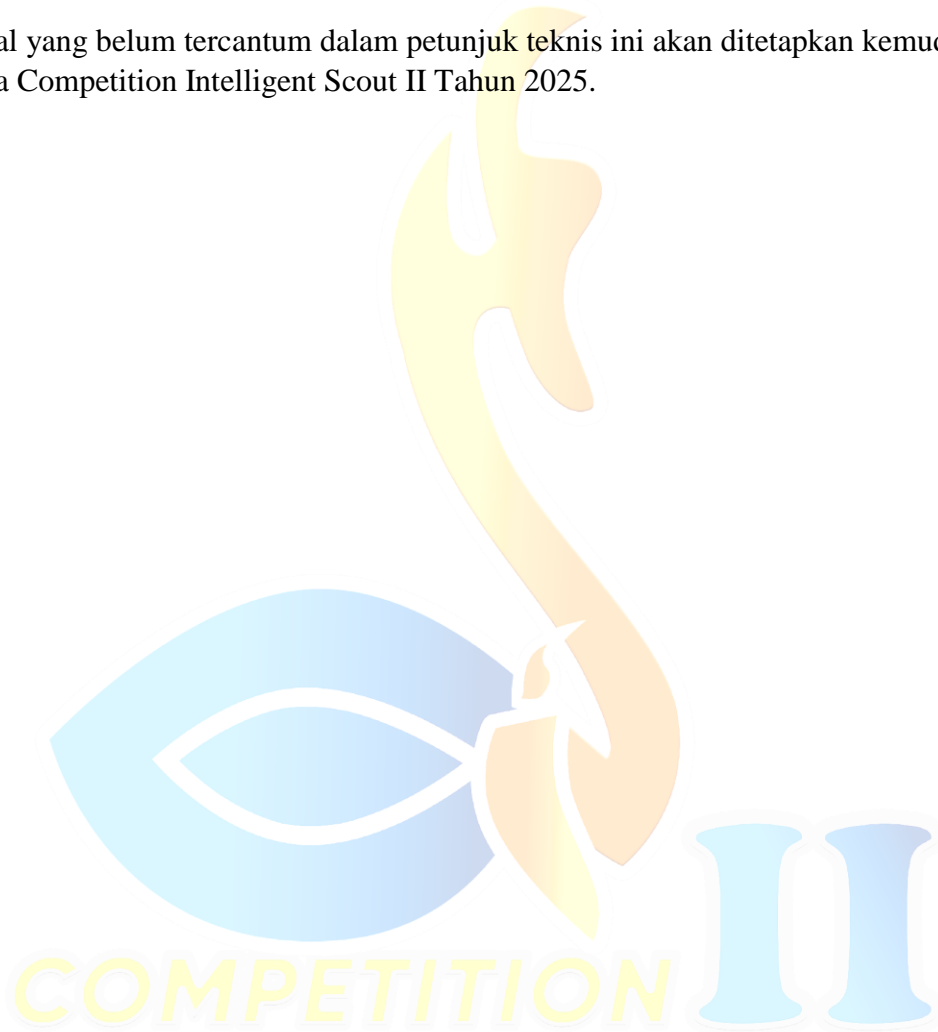 al yang belum tercantum dalam petunjuk teknis ini akan ditetapkan kemud
a Competition Intelligent Scout II Tahun 2025.
II
COMPETITION